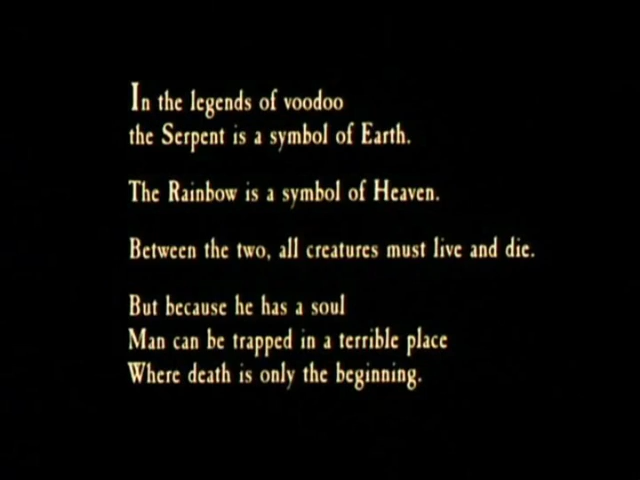 In the legends of voodoo
the Serpent is a symbol of Earth.
The Rainbow is a symbol of Heaven.
Between the two, all creatures must live and die.
But because he has a soul
Man can be trapped in a terrible place
Where death is only the beginning.